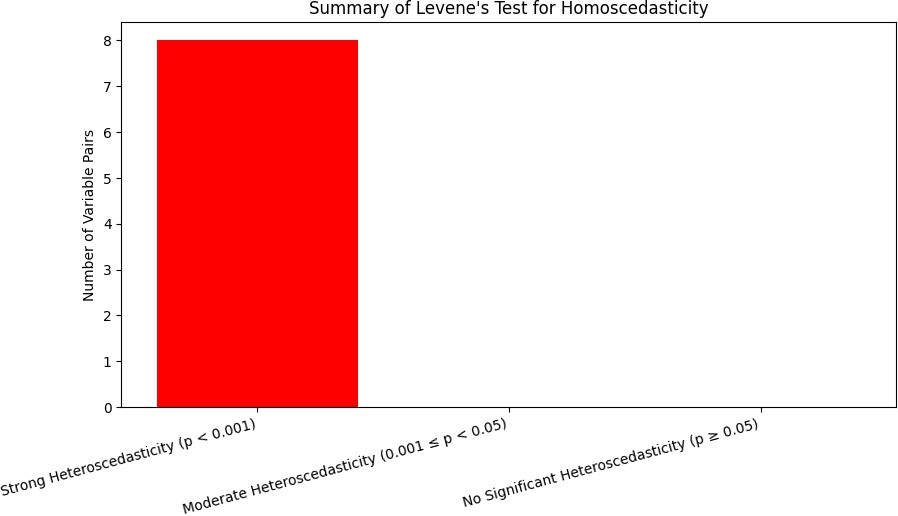 Summary of Levene's Test for Homoscedasticity
Number of Variable Pairs
8
7
6
5
4
3
2
1
0
Strong Heteroscedasticity (p < 0.001)
Moderate Heteroscedasticity (0.001 ≤ p < 0.05)
No Significant Heteroscedasticity (p ≥ 0.05)